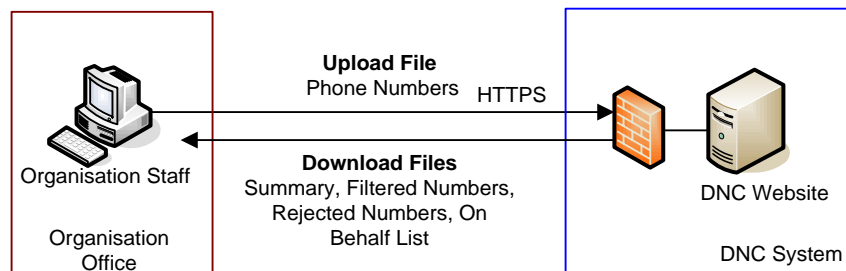 Upload File
Phone Numbers
HTTPS
Organisation Staff
Download Files
Summary, Filtered Numbers,
Rejected Numbers, On
Behalf List
DNC Website
Organisation
Office
DNC System